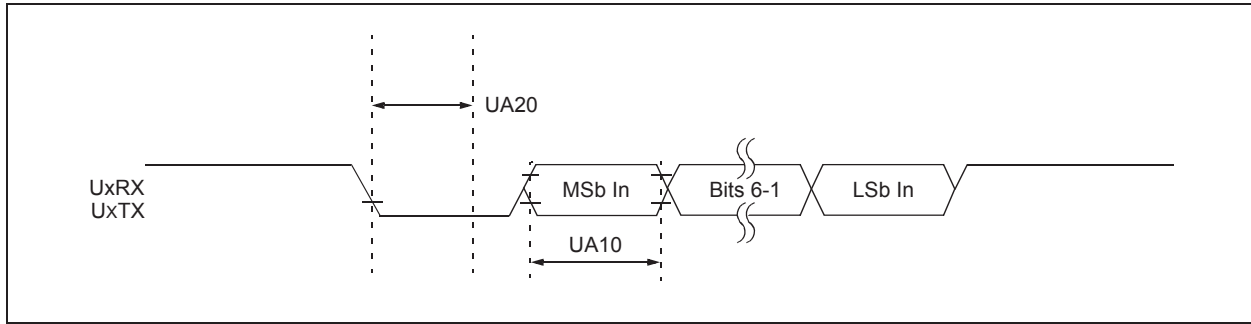 UA20
UxRX
UxTX
MSb In
Bits 6-1
LSb In
UA10